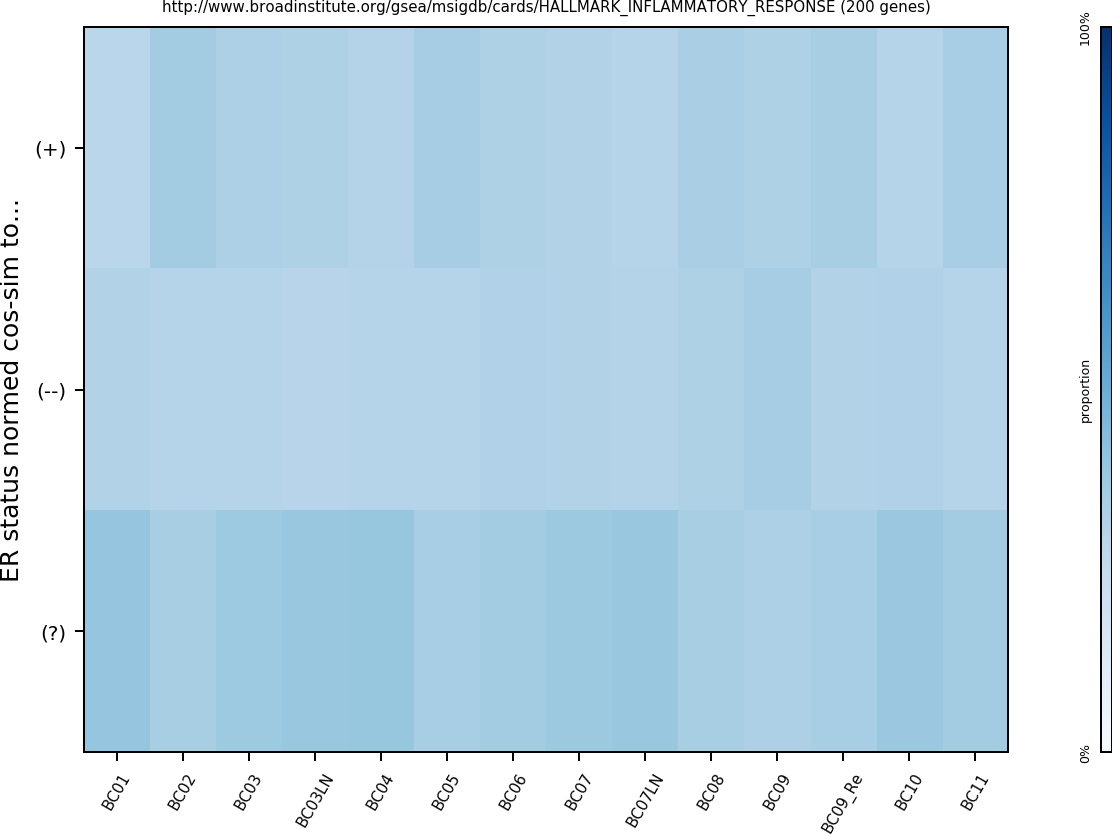 http://www.broadinstitute.org/gsea/msigdb/cards/HALLMARK_INFLAMMATORY_RESPONSE (200 genes)
ER status normed cos-sim to...
(+)
(--)
(?)
BC01
BC02
BC03
BC03LN
BC04
BC05
BC06
BC07
BC07LN
BC08
BC09
BC09_Re
BC10
BC11
100%
proportion
0%